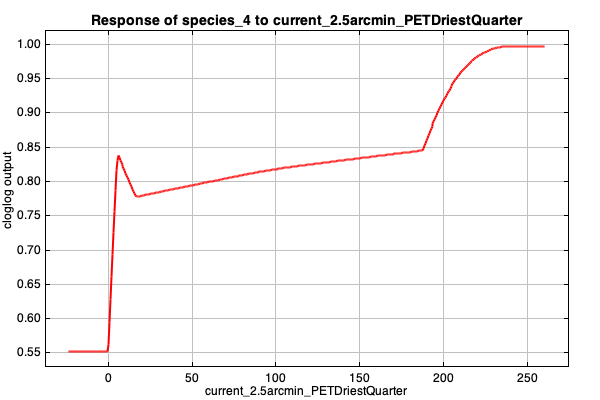 Response of species_4 to current_2.5arcmin_PETDriestQuarter
cloglog output
1.00
0.95
0.90
0.85
0.80
0.75
0.70
0.65
0.60
0.55
0 50 100 150 200 250
current_2.5arcmin_PETDriestQuarter